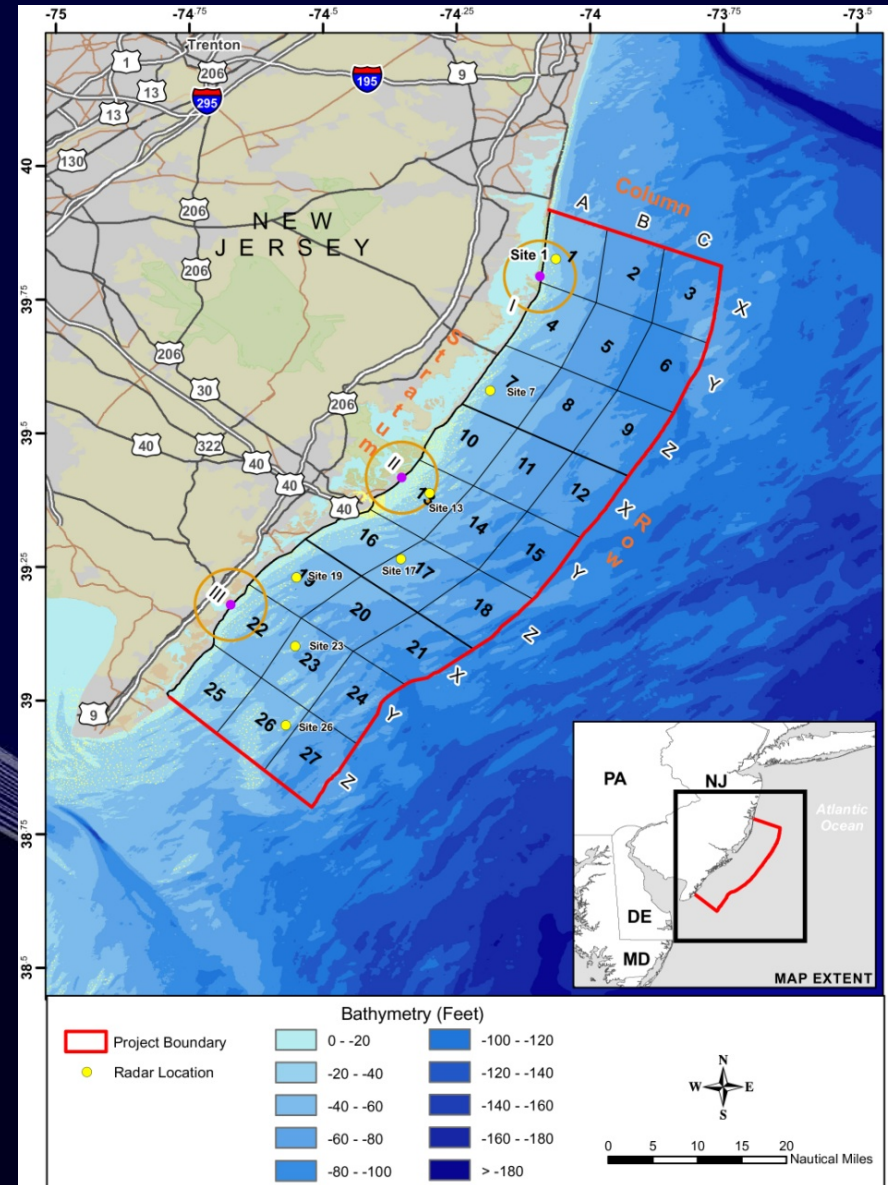 -75
-74.75
-74.5
-74.25
-74
-73.75
-73.5
Trenton
1
206
9
195
13
295
13
130
206
NEW
JERSEY
206
206
30
206
40
322
40
40
40
9
40
39.75
39.5
39.25
39
38.75
38.5
Column
A
B
C
Stratum
I
II
III
Row
X
Y
Z
X
Y
Z
X
Y
Z
Site 1
1
2
3
4
5
6
7
Site 7
8
9
10
11
12
13
Site 13
14
15
16
17
Site 17
18
19
Site 19
20
21
22
23
Site 23
24
25
26
Site 26
27
PA
NJ
Atlantic
Ocean
DE
MD
MAP EXTENT
Bathymetry (Feet)
Project Boundary
Radar Location
0 - -20
-20 - -40
-40 - -60
-60 - -80
-80 - -100
-100 - -120
-120 - -140
-140 - -160
-160 - -180
> -180
N
W
E
S
0 5 10 15 20
Nautical Miles